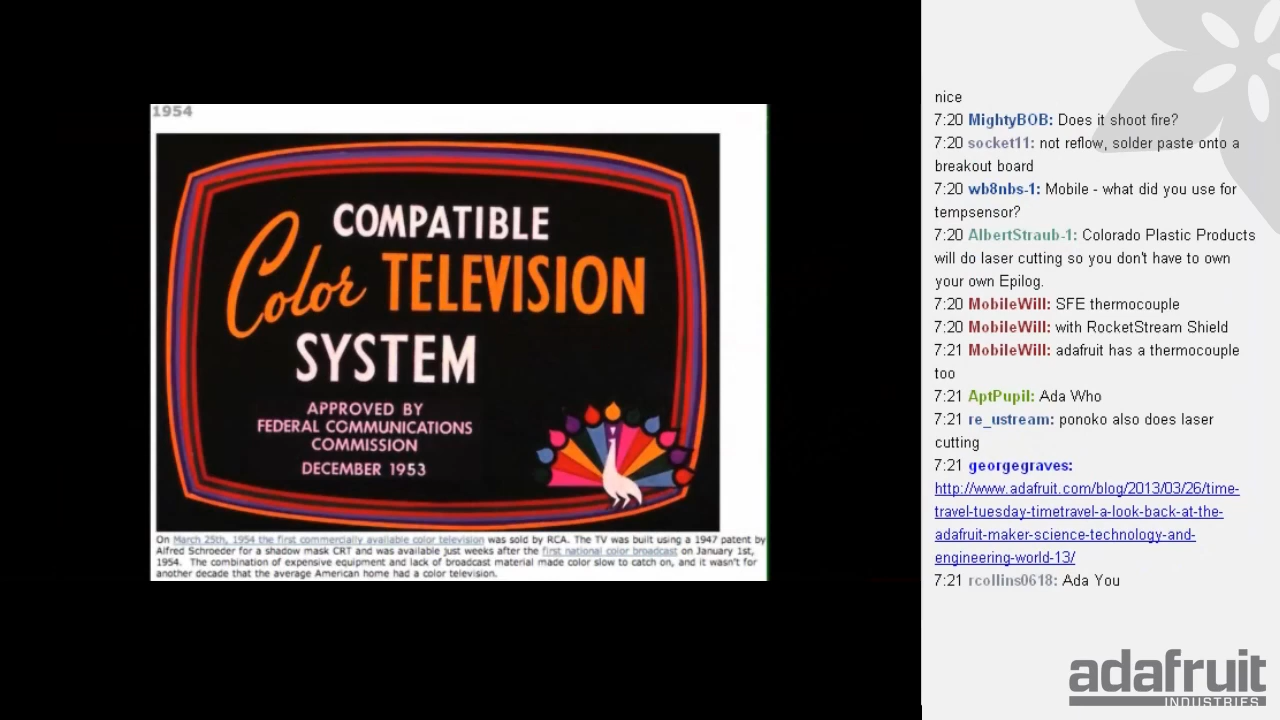 1954
COMPATIBLE
Color TELEVISION
SYSTEM
APPROVED BY
FEDERAL COMMUNICATIONS
COMMISSION
DECEMBER 1953
On March 25th, 1954 the first commercially available color television was sold by RCA. The TV was built using a 1947 patent by
Alfred Schroeder for a shadow mask CRT and was available just weeks after the first national color broadcast on January 1st,
1954. The combination of expensive equipment and lack of broadcast material made color slow to catch on, and it wasn't for
another decade that the average American home had a color television.
nice
7:20 MightyBOB: Does it shoot fire?
7:20 socket11: not reflow, solder paste onto a
breakout board
7:20 wb8nbs-1: Mobile - what did you use for
tempsensor?
7:20 AlbertStraub-1: Colorado Plastic Products
will do laser cutting so you don't have to own
your own Epilog.
7:20 MobileWill: SFE thermocouple
7:20 MobileWill: with RocketStream Shield
7:21 MobileWill: adafruit has a thermocouple
too
7:21 AptPupil: Ada Who
7:21 re_ustream: ponoko also does laser
cutting
7:21 georgegraves:
http://www.adafruit.com/blog/2013/03/26/time-
travel-tuesday-timetravel-a-look-back-at-the-
adafruit-maker-science-technology-and-
engineering-world-13/
7:21 rcollins0618: Ada You
adafruit
INDUSTRIES